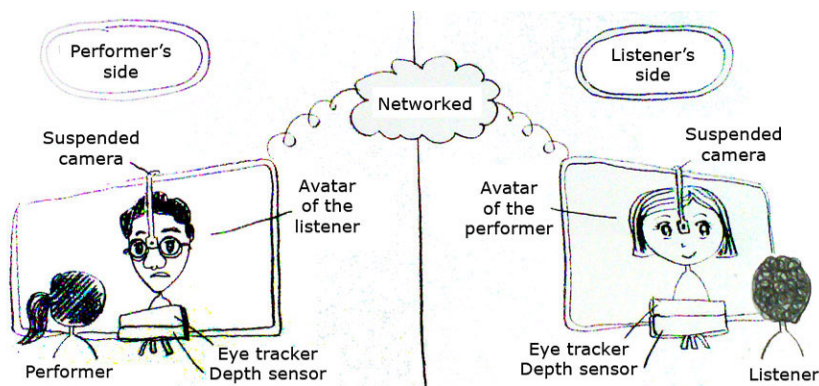 Performer's
side
Networked
Listener's
side
Suspended
camera
Avatar
of the
listener
Eye tracker
Depth sensor
Performer
Suspended
camera
Avatar
of the
performer
Eye tracker
Depth sensor
Listener